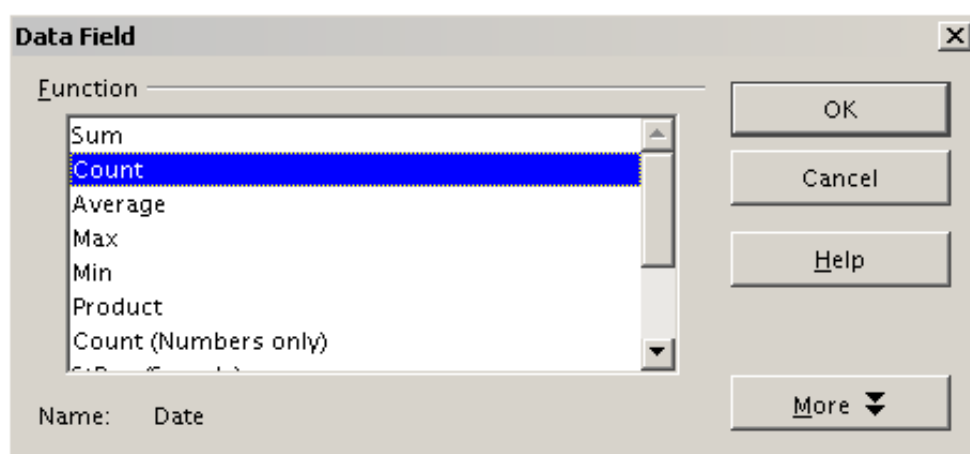 Data Field
Function
Sum
Count
Average
Max
Min
Product
Count (Numbers only)
Name: Date
OK
Cancel
Help
More